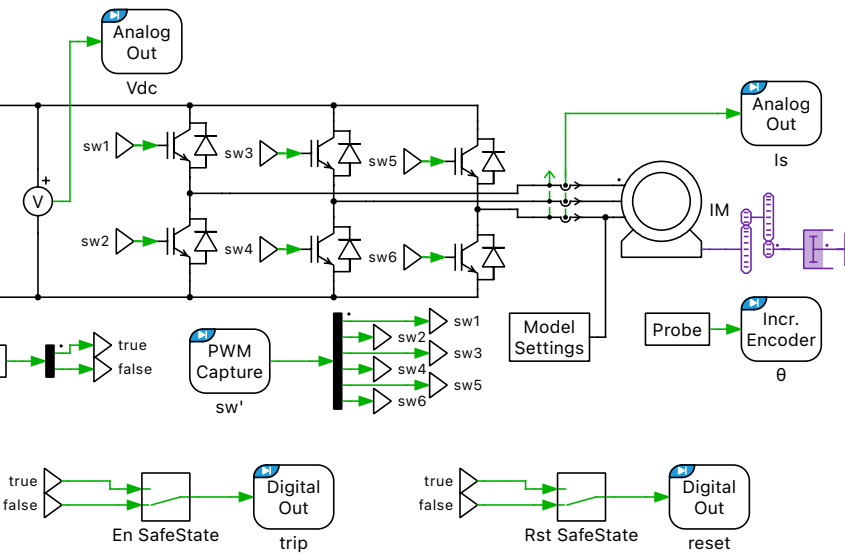 Analog
Out
Vdc
Analog
Out
Is
sw1
sw3
sw5
+
V
IM
sw2
sw4
sw6
Model
Settings
Probe
Incr.
Encoder
θ
true
false
PWM
Capture
sw'
sw1
sw2
sw3
sw4
sw5
sw6
true
false
En SafeState
Digital
Out
trip
true
false
Rst SafeState
Digital
Out
reset